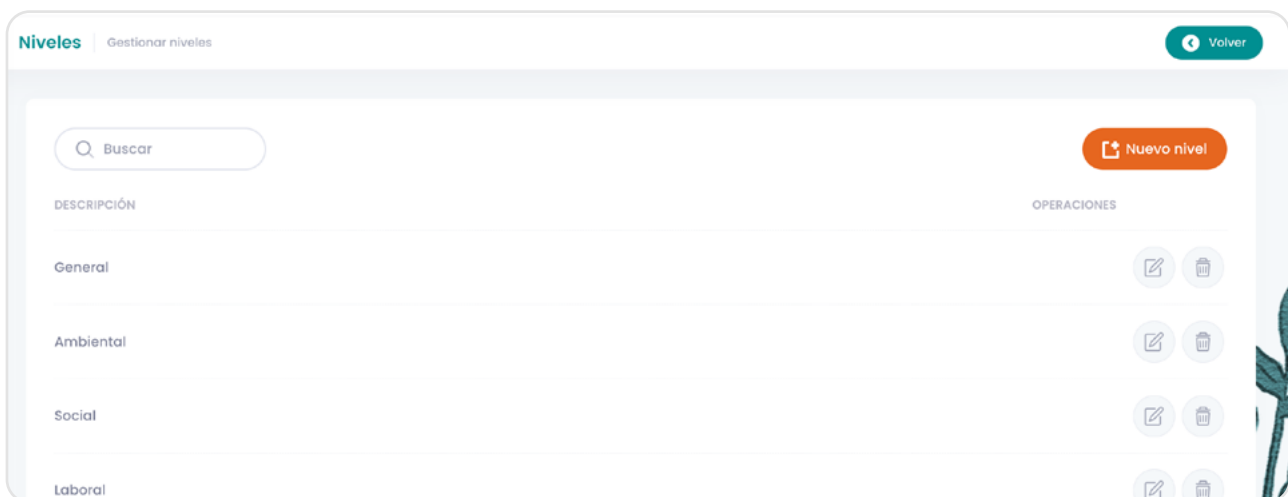 Niveles Gestionar niveles Volver
Buscar Nuevo nivel
DESCRIPCIÓN OPERACIONES
General
Ambiental
Social
Laboral